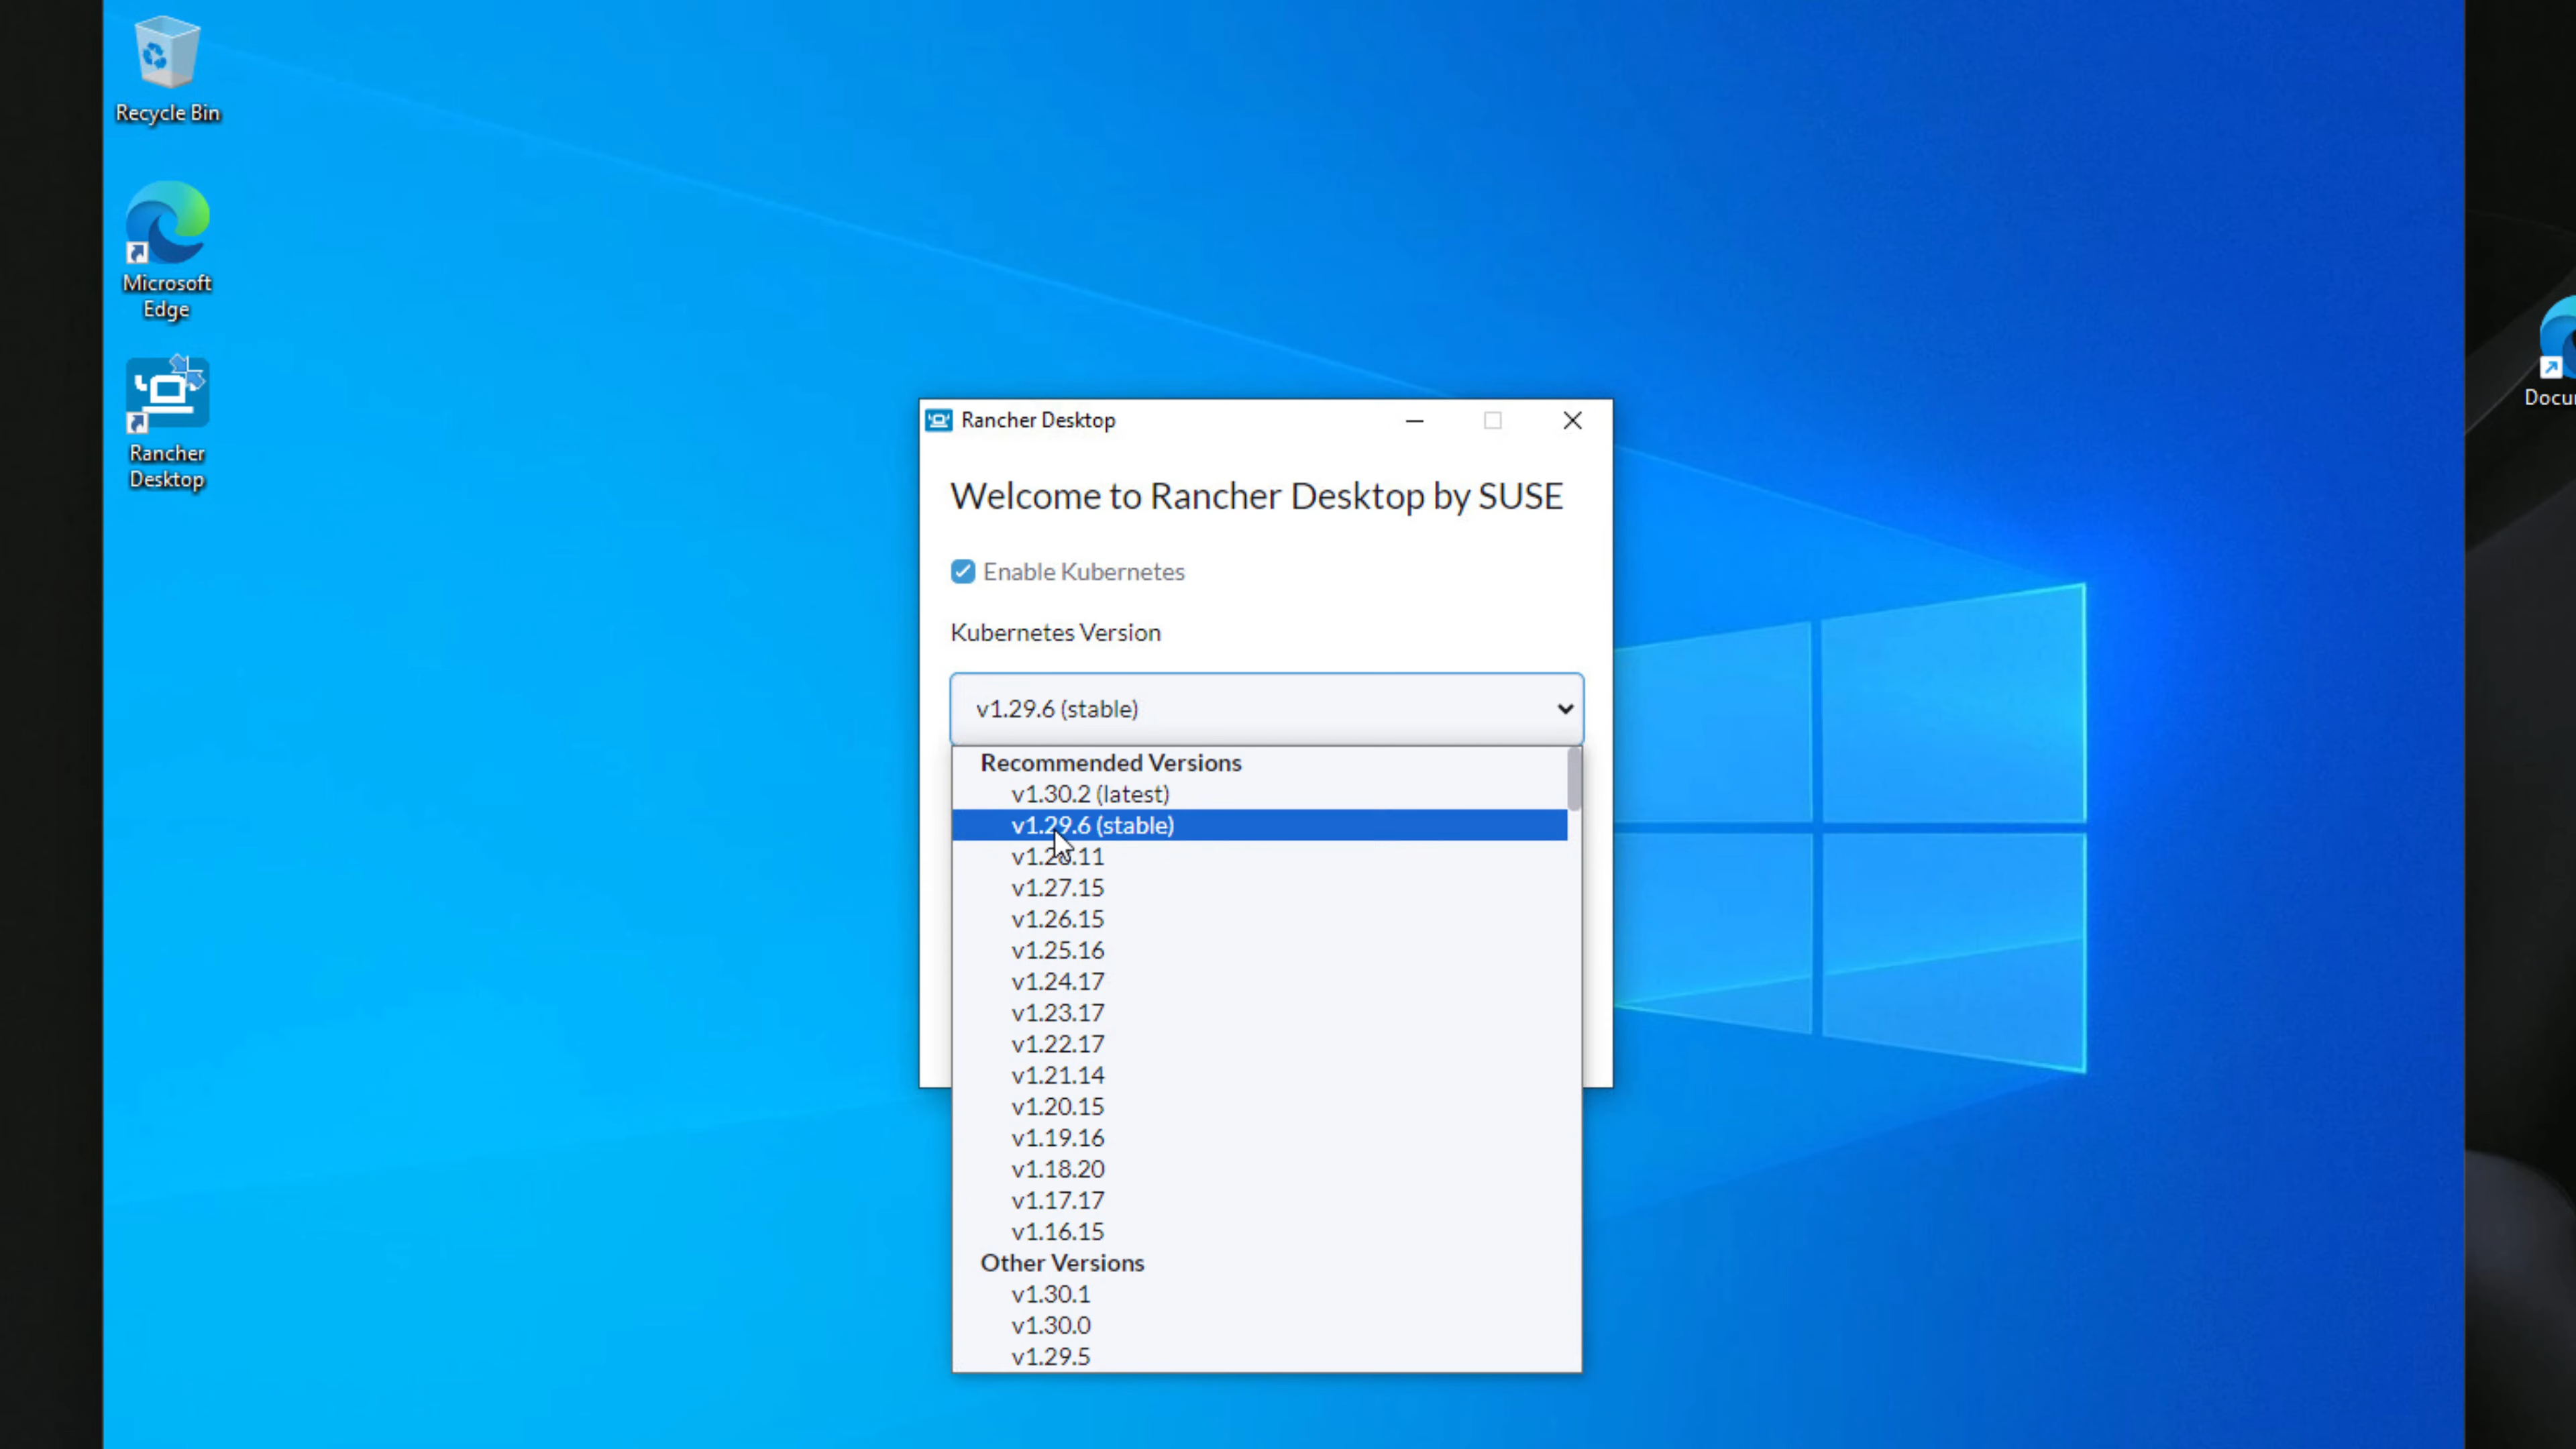 Recycle Bin
Microsoft
Edge
Rancher
Desktop
Rancher Desktop
Welcome to Rancher Desktop by SUSE
Enable Kubernetes
Kubernetes Version
v1.29.6 (stable)
Recommended Versions
v1.30.2 (latest)
v1.29.6 (stable)
v1.28.11
v1.27.15
v1.26.15
v1.25.16
v1.24.17
v1.23.17
v1.22.17
v1.21.14
v1.20.15
v1.19.16
v1.18.20
v1.17.17
v1.16.15
Other Versions
v1.30.1
v1.30.0
v1.29.5
Docu